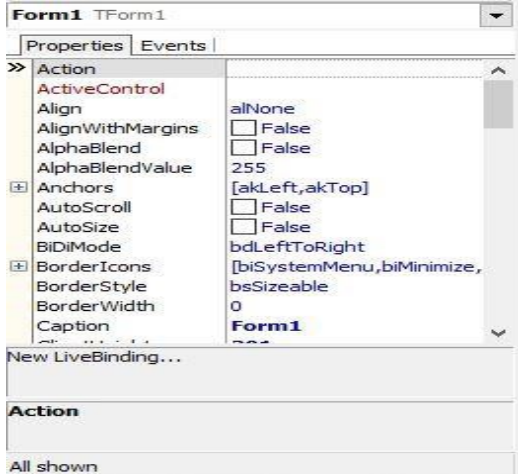 Form1 TForm1
Properties Events
» Action
ActiveControl
Align alNone
AlignWithMargins False
AlphaBlend False
AlphaBlendValue 255
Anchors [akLeft,akTop]
AutoScroll False
AutoSize False
BiDiMode bdLeftToRight
BorderIcons [biSystemMenu,biMinimize,
BorderStyle bsSizeable
BorderWidth 0
Caption Form1
New LiveBinding...
Action
All shown